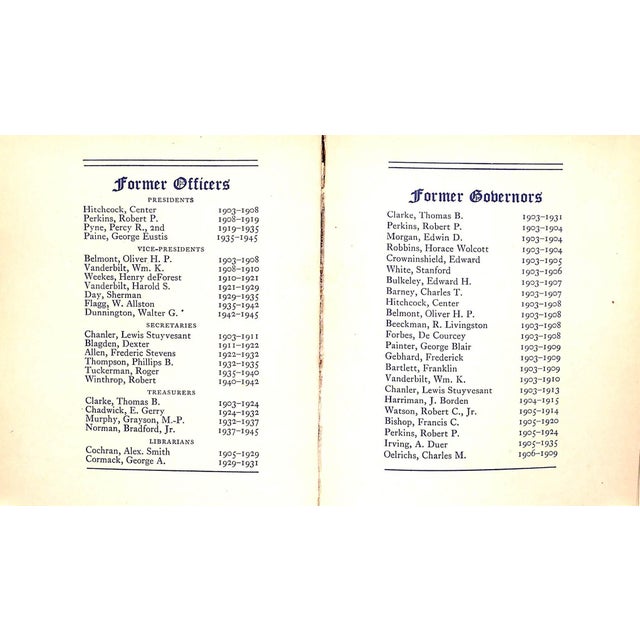 Former Officers
PRESIDENTS
Hitchcock, Center 1903–1908
Perkins, Robert P. 1908–1919
Pyne, Percy R., 2nd 1919–1935
Paine, George Eustis 1935–1945
VICE-PRESIDENTS
Belmont, Oliver H. P. 1903–1908
Vanderbilt, Wm. K. 1908–1910
Weekes, Henry deForest 1910–1921
Vanderbilt, Harold S. 1921–1929
Day, Sherman 1929–1935
Flagg, W. Allston 1935–1942
Dunnington, Walter G. 1942–1945
SECRETARIES
Chanler, Lewis Stuyvesant 1903–1911
Blagden, Dexter 1911–1922
Allen, Frederic Stevens 1922–1932
Thompson, Phillips B. 1932–1935
Tuckerman, Roger 1935–1940
Winthrop, Robert 1940–1942
TREASURERS
Clarke, Thomas B. 1903–1924
Chadwick, E. Gerry 1924–1932
Murphy, Grayson, M.-P. 1932–1937
Norman, Bradford, Jr. 1937–1945
LIBRARIANS
Cochran, Alex. Smith 1905–1929
Cormack, George A. 1929–1931
Former Governors
Clarke, Thomas B. 1903–1931
Perkins, Robert P. 1903–1904
Morgan, Edwin D. 1903–1904
Robbins, Horace Wolcott 1903–1904
Crowninshield, Edward 1903–1905
White, Stanford 1903–1906
Bulkeley, Edward H. 1903–1907
Barney, Charles T. 1903–1907
Hitchcock, Center 1903–1908
Belmont, Oliver H. P. 1903–1908
Beeckman, R. Livingston 1903–1908
Forbes, De Courcey 1903–1908
Painter, George Blair 1903–1909
Gebhard, Frederick 1903–1909
Bartlett, Franklin 1903–1909
Vanderbilt, Wm. K. 1903–1910
Chanler, Lewis Stuyvesant 1903–1913
Harriman, J. Borden 1904–1915
Watson, Robert C., Jr. 1905–1914
Bishop, Francis C. 1905–1920
Perkins, Robert P. 1905–1924
Irving, A. Duer 1905–1935
Oelrichs, Charles M. 1906–1909